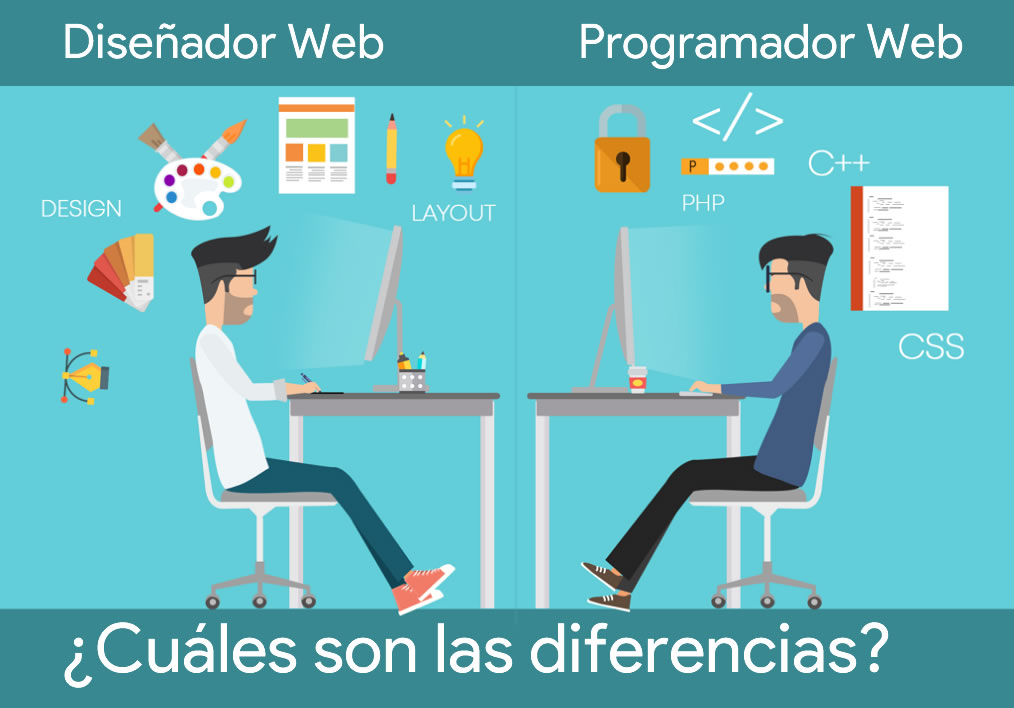 Diseñador Web
Programador Web
DESIGN
LAYOUT
</>
P
PHP
C++
CSS
¿Cuáles son las diferencias?